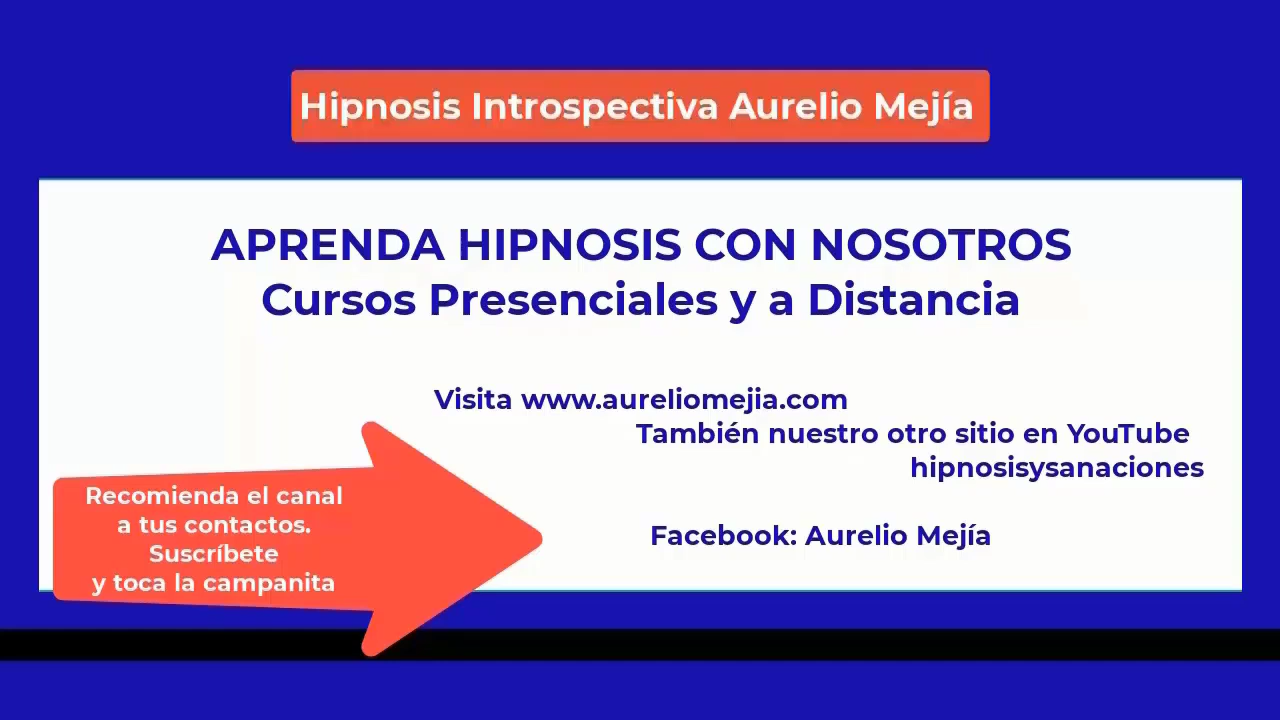 Hipnosis Introspectiva Aurelio Mejía
APRENDA HIPNOSIS CON NOSOTROS
Cursos Presenciales y a Distancia
Visita www.aureliomejia.com
También nuestro otro sitio en YouTube
hipnosisysanaciones
Facebook: Aurelio Mejía
Recomienda el canal
a tus contactos.
Suscríbete
y toca la campanita